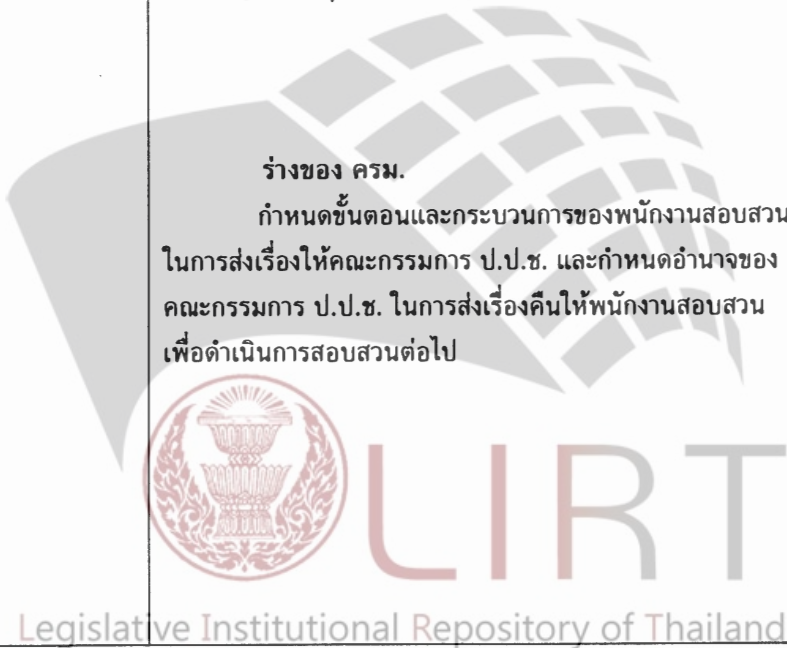 ร่างของ ครม.
กำหนดขั้นตอนและกระบวนการของพนักงานสอบสวน
ในการส่งเรื่องให้คณะกรรมการ ป.ป.ช. และกำหนดอำนาจของ
คณะกรรมการ ป.ป.ช. ในการส่งเรื่องคืนให้พนักงานสอบสวน
เพื่อดำเนินการสอบสวนต่อไป
LIRT
Legislative Institutional Repository of Thailand